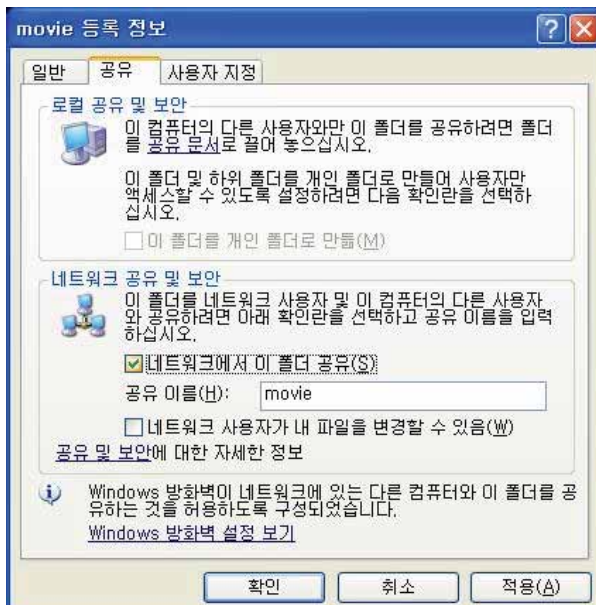 movie 등록 정보
일반 공유 사용자 지정
로컬 공유 및 보안
이 컴퓨터의 다른 사용자와만 이 폴더를 공유하려면 폴더
를 공유 문서로 끌어 놓으십시오.
이 폴더 및 하위 폴더를 개인 폴더로 만들어 사용자만
액세스할 수 있도록 설정하려면 다음 확인란을 선택하
십시오.
이 폴더를 개인 폴더로 만듦(M)
네트워크 공유 및 보안
이 폴더를 네트워크 사용자 및 이 컴퓨터의 다른 사용자
와 공유하려면 아래 확인란을 선택하고 공유 이름을 입력
하십시오.
네트워크에서 이 폴더 공유(S)
공유 이름(H): movie
네트워크 사용자가 내 파일을 변경할 수 있음(W)
공유 및 보안에 대한 자세한 정보
Windows 방화벽이 네트워크에 있는 다른 컴퓨터와 이 폴더를 공
유하는 것을 허용하도록 구성되었습니다.
Windows 방화벽 설정 보기
확인 취소 적용(A)